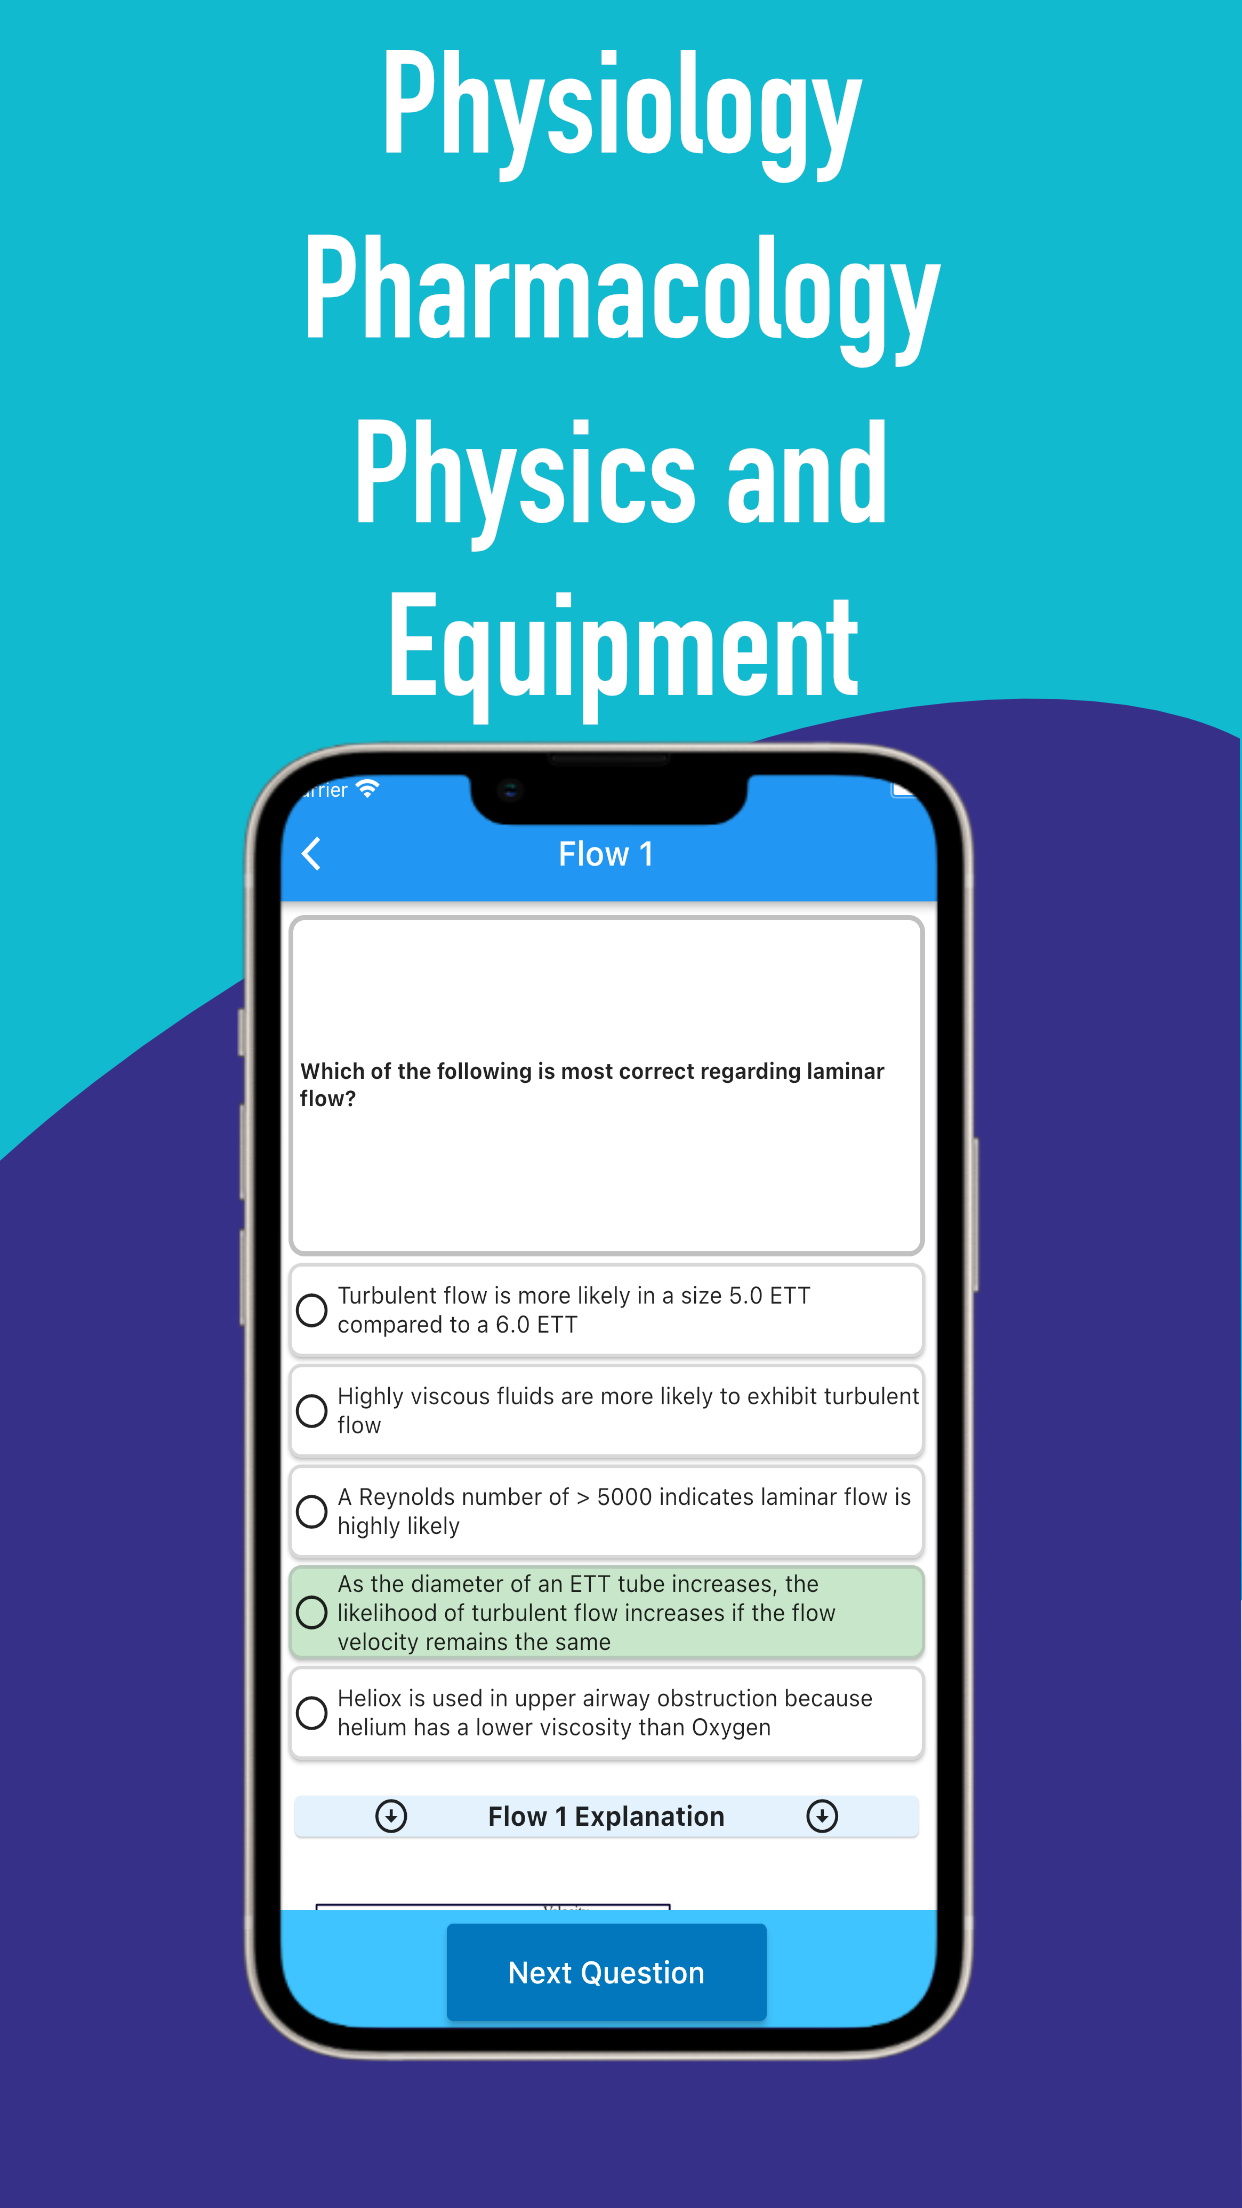 Physiology
Pharmacology
Physics and
Equipment
Flow 1
Which of the following is most correct regarding laminar
flow?
Turbulent flow is more likely in a size 5.0 ETT
compared to a 6.0 ETT
Highly viscous fluids are more likely to exhibit turbulent
flow
A Reynolds number of > 5000 indicates laminar flow is
highly likely
As the diameter of an ETT tube increases, the
likelihood of turbulent flow increases if the flow
velocity remains the same
Heliox is used in upper airway obstruction because
helium has a lower viscosity than Oxygen
Flow 1 Explanation
Next Question